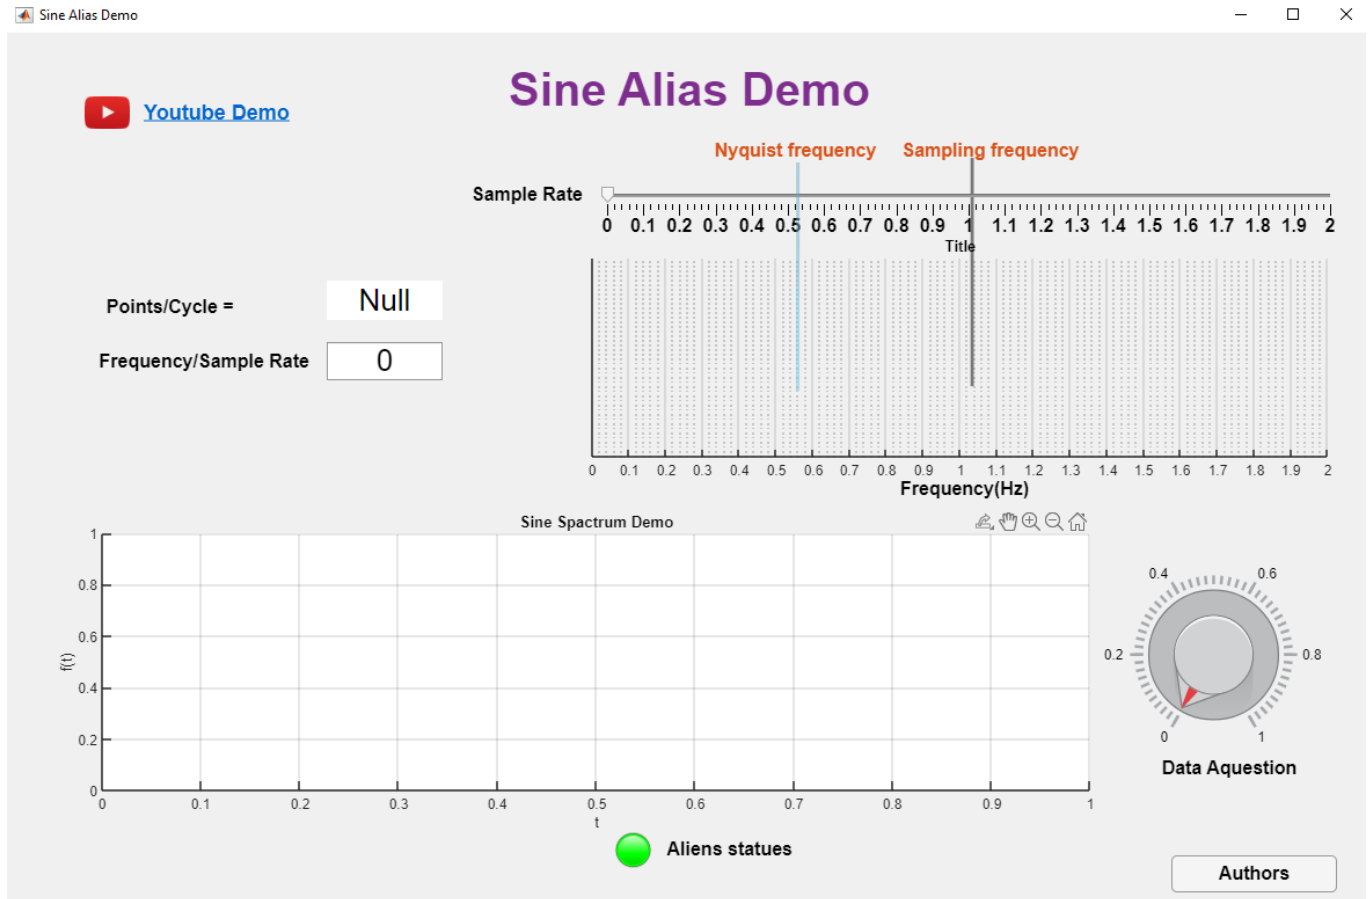 Sine Alias Demo
Sine Alias Demo
Youtube Demo
Nyquist frequency Sampling frequency
Sample Rate
0 0.1 0.2 0.3 0.4 0.5 0.6 0.7 0.8 0.9 1 1.1 1.2 1.3 1.4 1.5 1.6 1.7 1.8 1.9 2
Title
Points/Cycle = Null
Frequency/Sample Rate 0
0 0.1 0.2 0.3 0.4 0.5 0.6 0.7 0.8 0.9 1 1.1 1.2 1.3 1.4 1.5 1.6 1.7 1.8 1.9 2
Frequency(Hz)
Sine Spactrum Demo
1
0.8
0.6
0.4
0.2
0
f(t)
0 0.1 0.2 0.3 0.4 0.5 0.6 0.7 0.8 0.9 1
t
0.4 0.6
0.2 0.8
0 1
Data Aquestion
Aliens statues
Authors